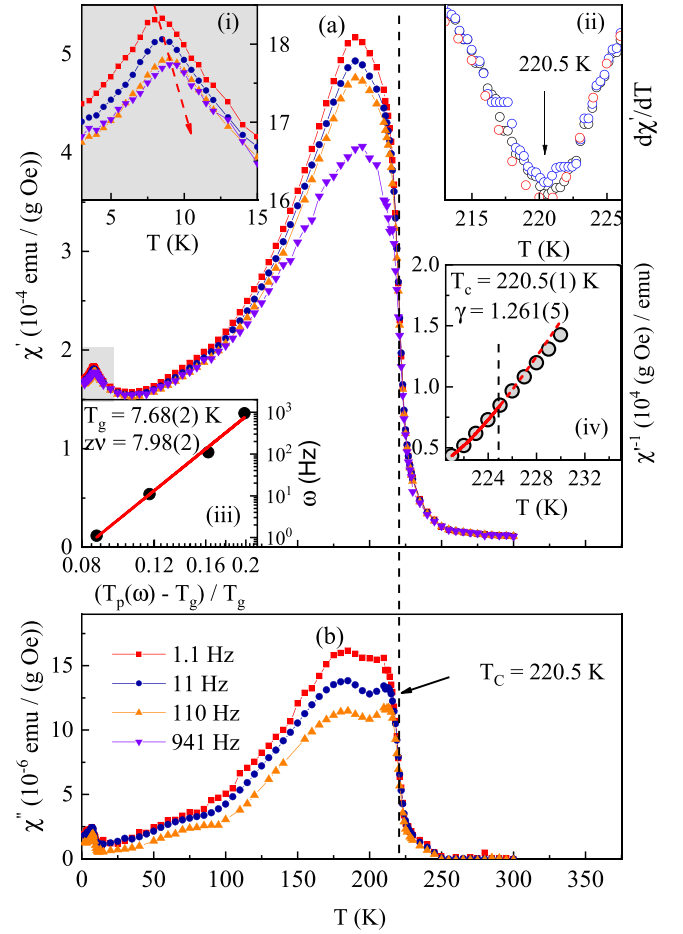 (i)
(a)
(ii)
5
4
3
2
1
0
χ' (10⁻⁴ emu / (g Oe))
18
17
16
5
10
15
T (K)
220.5 K
dχ'/dT
215
220
225
T (K)
T_c = 220.5(1) K
γ = 1.261(5)
2.0
1.5
1.0
0.5
χ'⁻¹ (10⁴ (g Oe) / emu)
(iv)
224
228
232
T (K)
T_g = 7.68(2) K
zν = 7.98(2)
10³
10²
10¹
10⁰
ω (Hz)
(iii)
0.08
0.12
0.16
0.2
(T_p(ω) - T_g) / T_g
(b)
1.1 Hz
11 Hz
110 Hz
941 Hz
T_C = 220.5 K
15
10
5
0
χ'' (10⁻⁶ emu / (g Oe))
0
50
100
150
200
250
300
350
T (K)